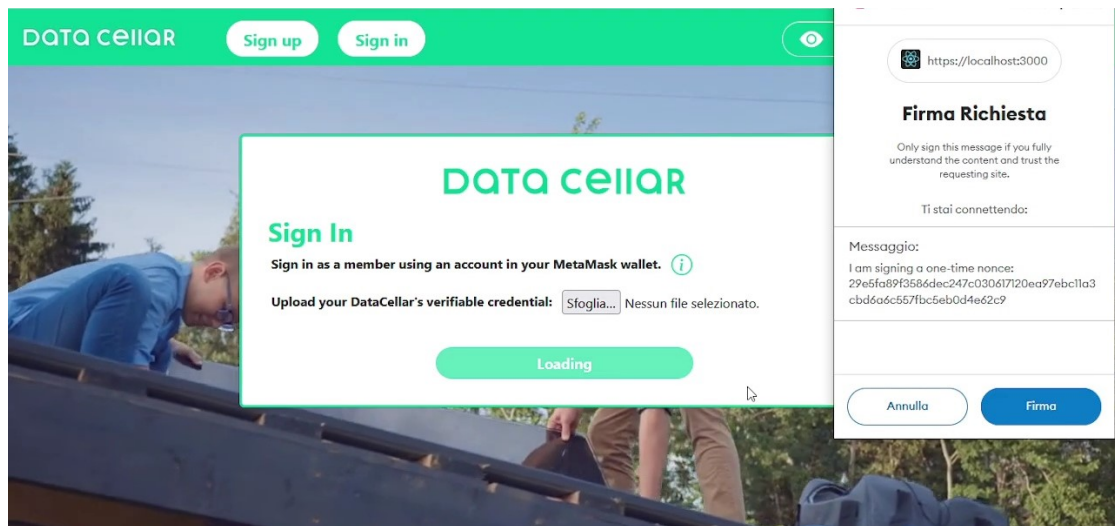 DATA CELLAR
Sign up
Sign in
DATA CELLAR
Sign In
Sign in as a member using an account in your MetaMask wallet. i
Upload your DataCellar's verifiable credential: Sfoglia... Nessun file selezionato.
Loading
https://localhost:3000
Firma Richiesta
Only sign this message if you fully
understand the content and trust the
requesting site.
Ti stai connettendo:
Messaggio:
I am signing a one-time nonce:
29e5fa89f3586dec247c030617120ea97ebc11a3
cbd6a6c557fbc5eb0d4e62c9
Annulla
Firma